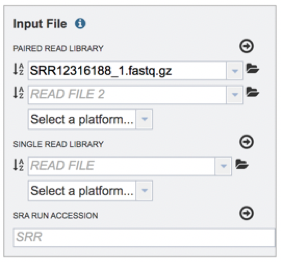 Input File
PAIRED READ LIBRARY
SRR12316188_1.fastq.gz
READ FILE 2
Select a platform...
SINGLE READ LIBRARY
READ FILE
Select a platform...
SRA RUN ACCESSION
SRR